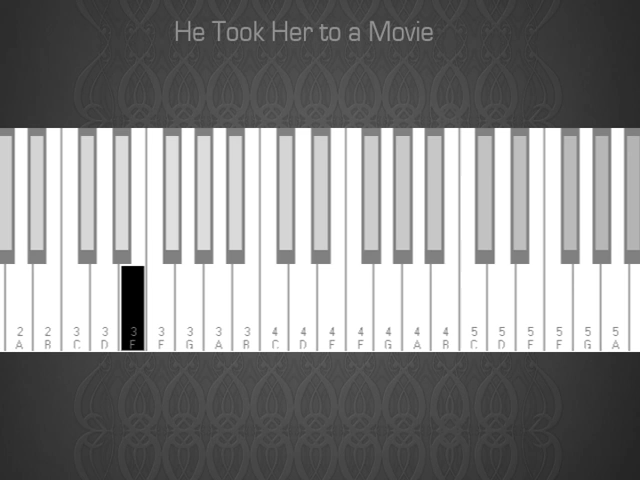 He Took Her to a Movie
2 2 3 3 3 3 3 3 3 4 4 4 4 4 4 4 5 5 5 5 5 5
A B C D E F G A B C D E F G A B C D E F G A